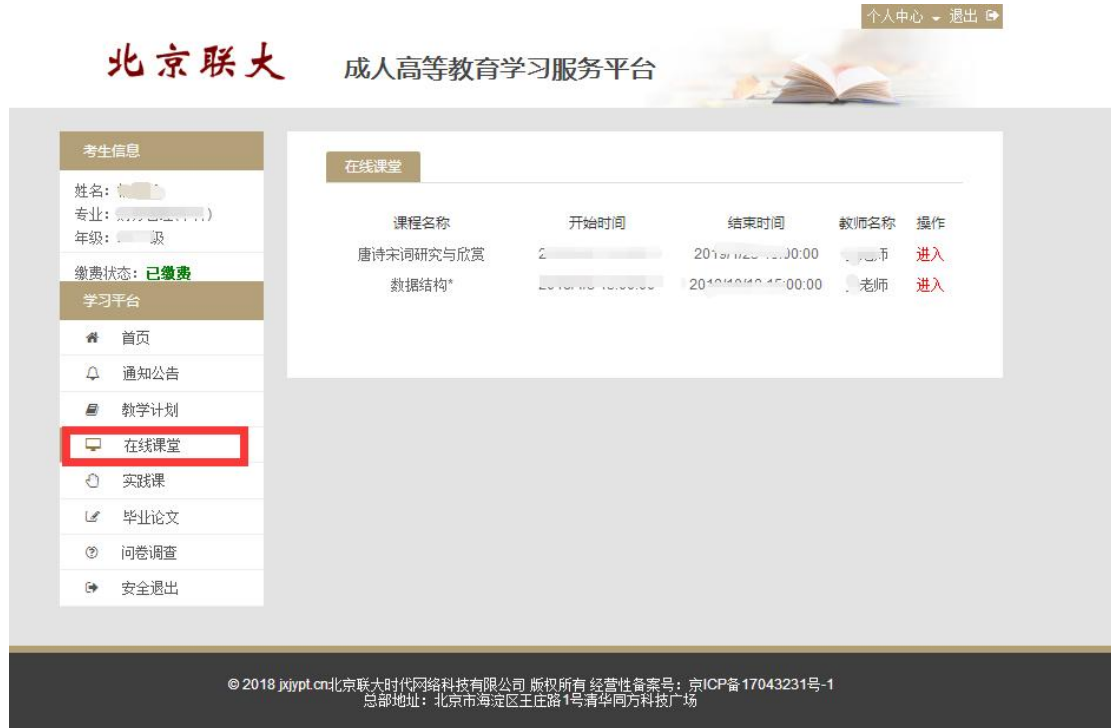 个人中心 退出
北京联大 成人高等教育学习服务平台
考生信息
姓名：
专业： )
年级： 级
缴费状态：已缴费
学习平台
首页
通知公告
教学计划
在线课堂
实践课
毕业论文
问卷调查
安全退出
在线课堂
课程名称 开始时间 结束时间 教师名称 操作
唐诗宋词研究与欣赏 :00:00 进入
数据结构* :00:00 老师 进入
© 2018 jxjypt.cn北京联大时代网络科技有限公司 版权所有 经营性备案号：京ICP备17043231号-1
总部地址：北京市海淀区王庄路1号清华同方科技广场